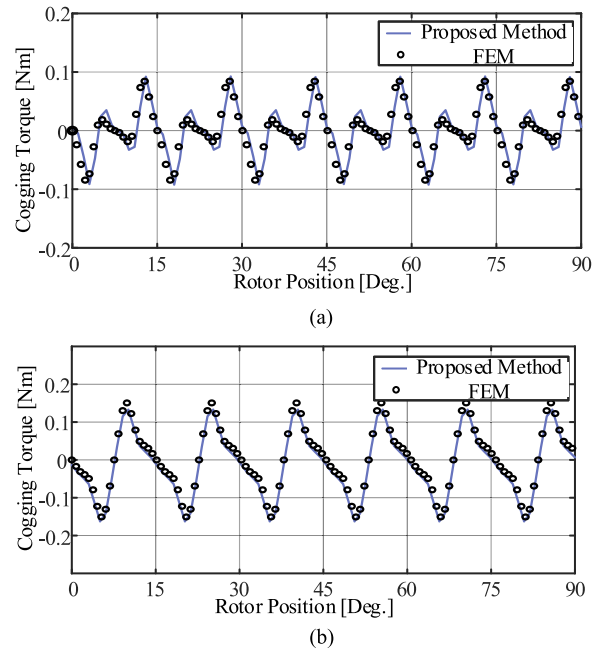 0.2
Proposed Method
FEM
0.1
0
-0.1
-0.2
Cogging Torque [Nm]
0 15 30 45 60 75 90
Rotor Position [Deg.]
(a)
Proposed Method
FEM
0.2
0.1
0
-0.1
-0.2
Cogging Torque [Nm]
0 15 30 45 60 75 90
Rotor Position [Deg.]
(b)